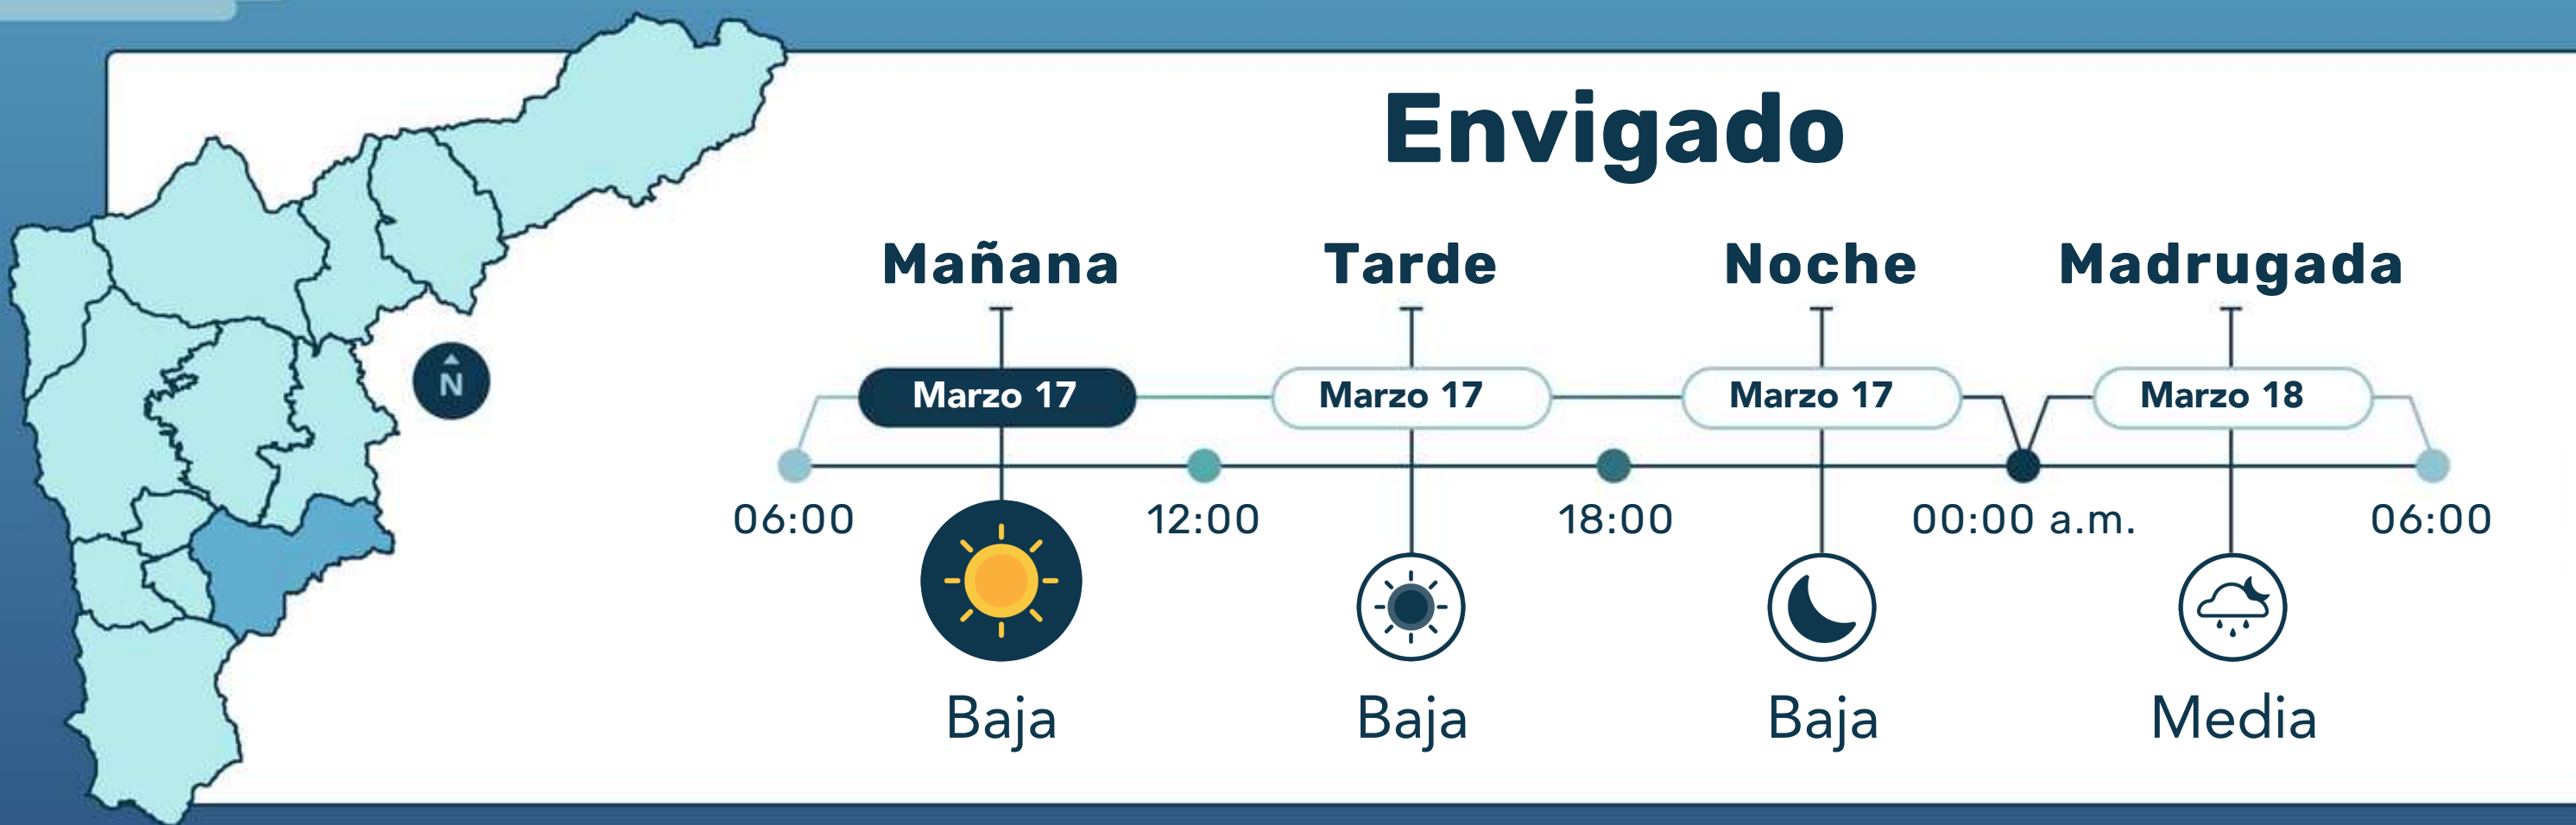 Envigado
Mañana Tarde Noche Madrugada
N
Marzo 17 Marzo 17 Marzo 17 Marzo 18
06:00 12:00 18:00 00:00 a.m. 06:00
Baja Baja Baja Media